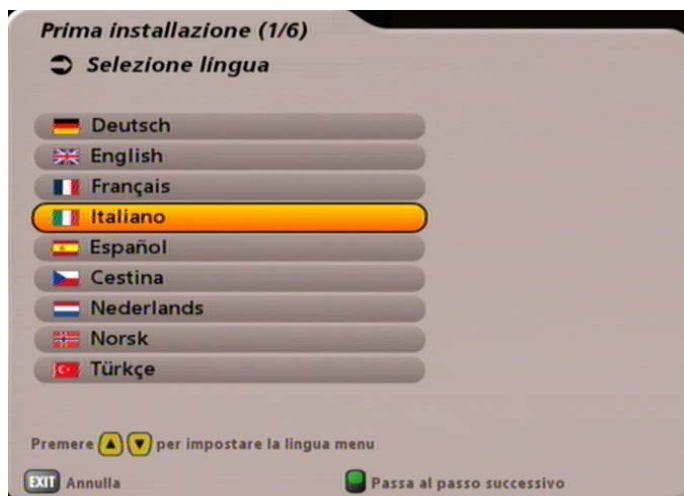 Prima installazione (1/6)
Selezione lingua
Deutsch
English
Français
Italiano
Español
Cestina
Nederlands
Norsk
Türkçe
Premere ▲ ▼ per impostare la lingua menu
EXIT Annulla
Passa al passo successivo